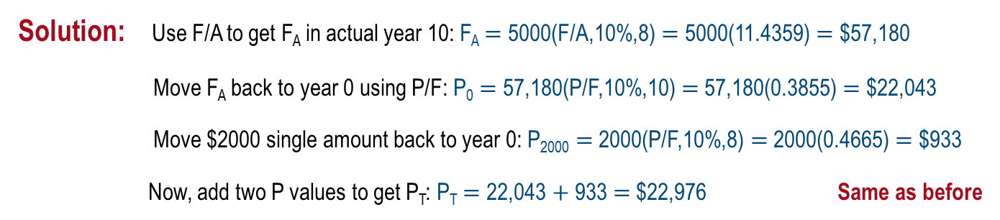 Solution: Use F/A to get F_A in actual year 10: F_A = 5000(F/A,10%,8) = 5000(11.4359) = $57,180
Move F_A back to year 0 using P/F: P_0 = 57,180(P/F,10%,10) = 57,180(0.3855) = $22,043
Move $2000 single amount back to year 0: P_2000 = 2000(P/F,10%,8) = 2000(0.4665) = $933
Now, add two P values to get P_T: P_T = 22,043 + 933 = $22,976 Same as before